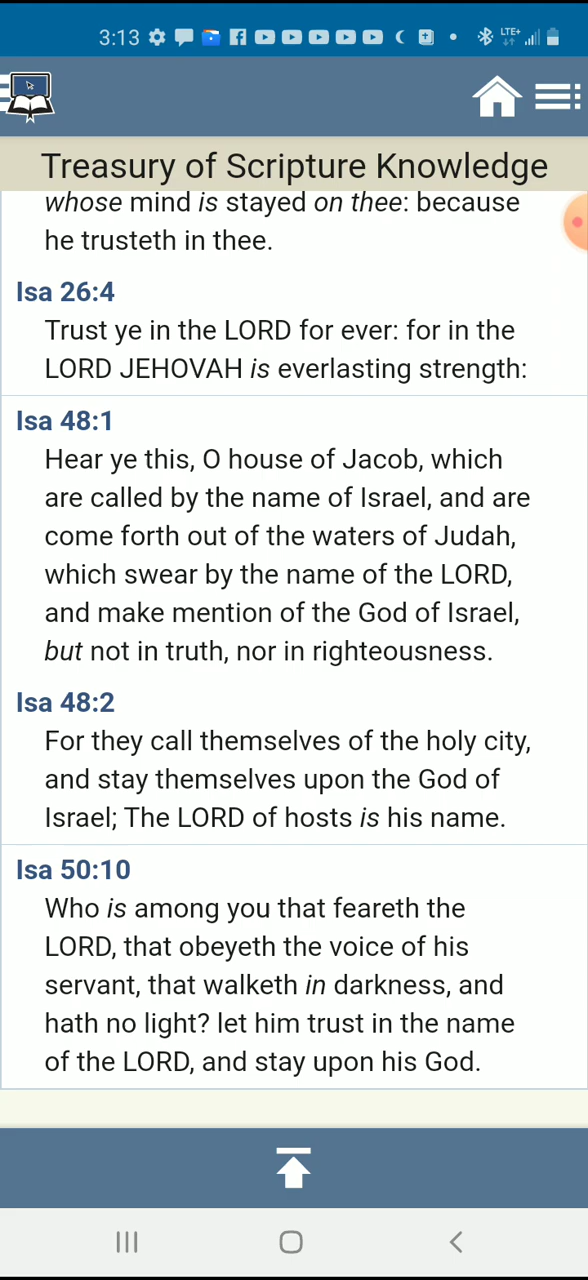 3:13
LTE+
Treasury of Scripture Knowledge
whose mind is stayed on thee: because
he trusteth in thee.
Isa 26:4
Trust ye in the LORD for ever: for in the
LORD JEHOVAH is everlasting strength:
Isa 48:1
Hear ye this, O house of Jacob, which
are called by the name of Israel, and are
come forth out of the waters of Judah,
which swear by the name of the LORD,
and make mention of the God of Israel,
but not in truth, nor in righteousness.
Isa 48:2
For they call themselves of the holy city,
and stay themselves upon the God of
Israel; The LORD of hosts is his name.
Isa 50:10
Who is among you that feareth the
LORD, that obeyeth the voice of his
servant, that walketh in darkness, and
hath no light? let him trust in the name
of the LORD, and stay upon his God.